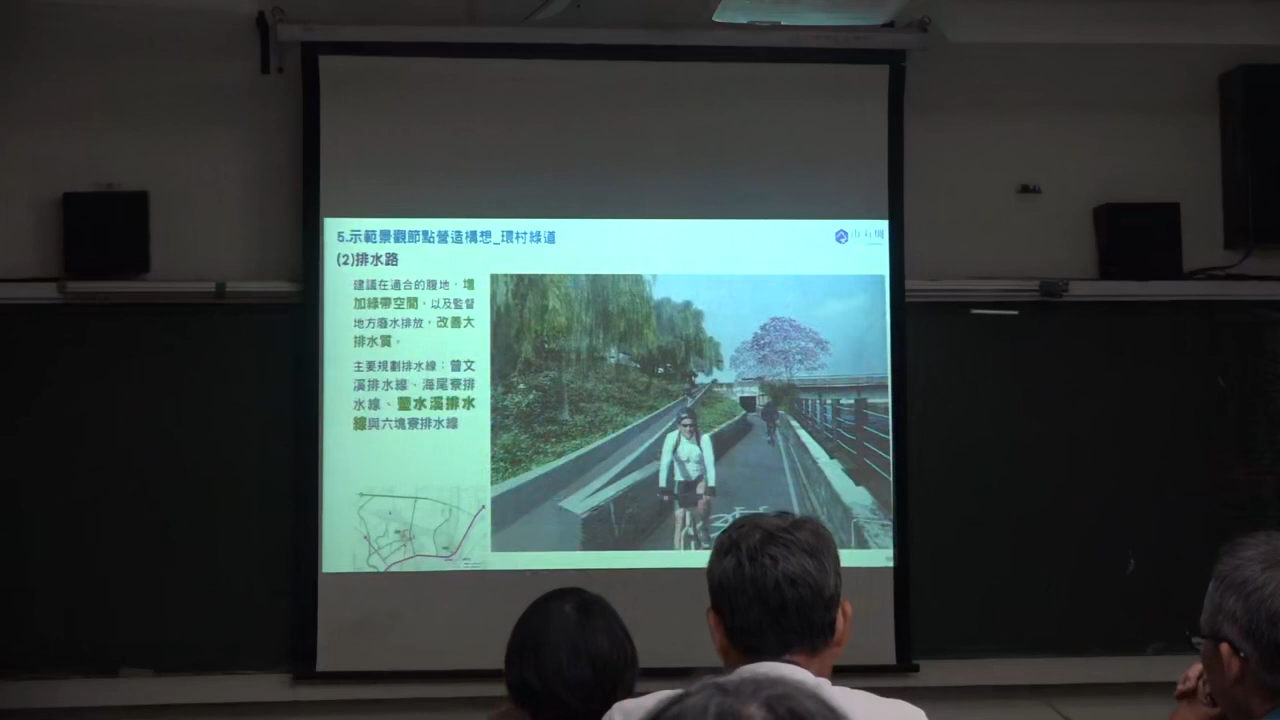 5.示範景觀節點營造構想_環村綠道
(2)排水路
建議在適合的腹地，增
加綠帶空間，以及監督
地方廢水排放，改善大
排水質。
主要規劃排水線：曾文
溪排水線、海尾寮排
水線、鹽水溪排水
線與六塊寮排水線